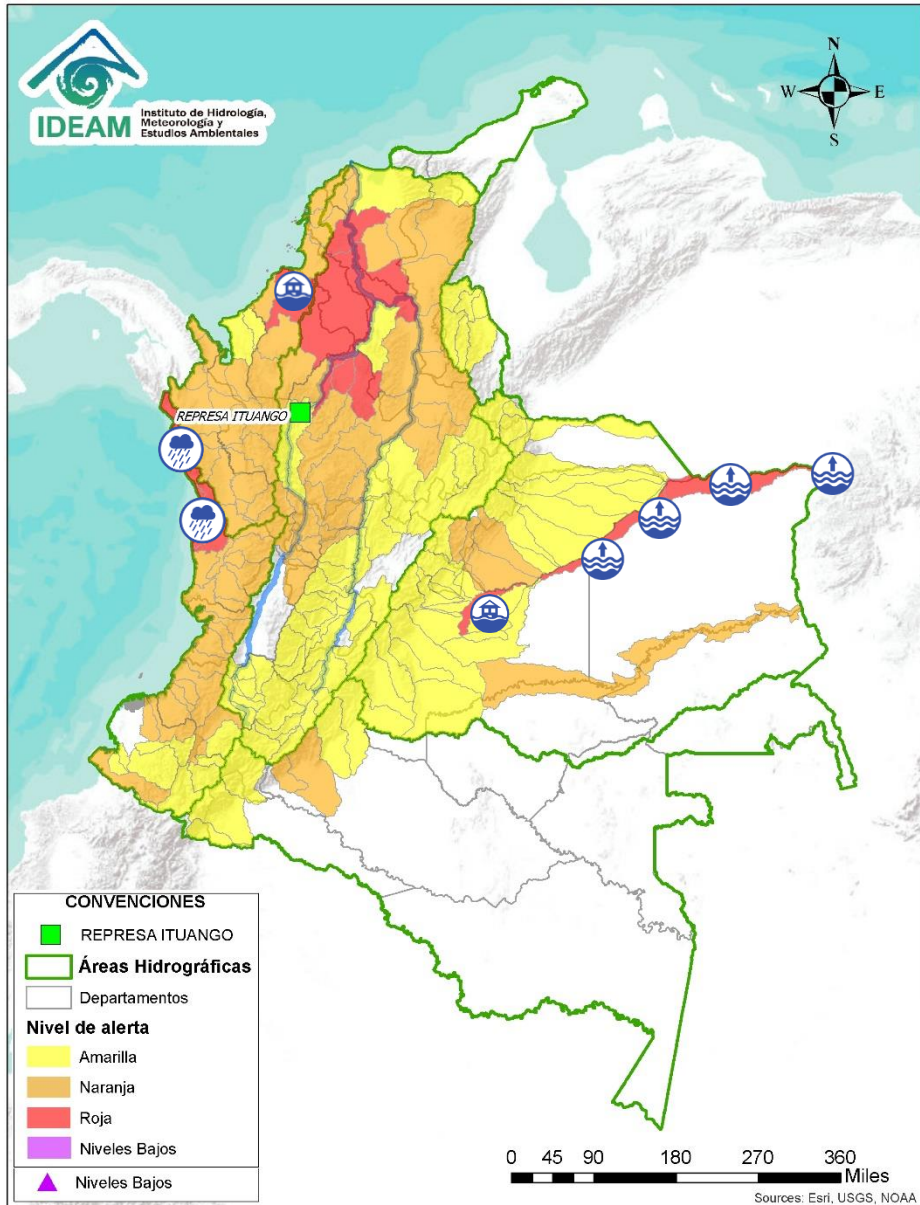 IDEAM
Instituto de Hidrología,
Meteorología y
Estudios Ambientales
N
W
E
S
REPRESA ITUANGO
CONVENCIONES
REPRESA ITUANGO
Áreas Hidrográficas
Departamentos
Nivel de alerta
Amarilla
Naranja
Roja
Niveles Bajos
Niveles Bajos
0 45 90 180 270 360
Miles
Sources: Esri, USGS, NOAA